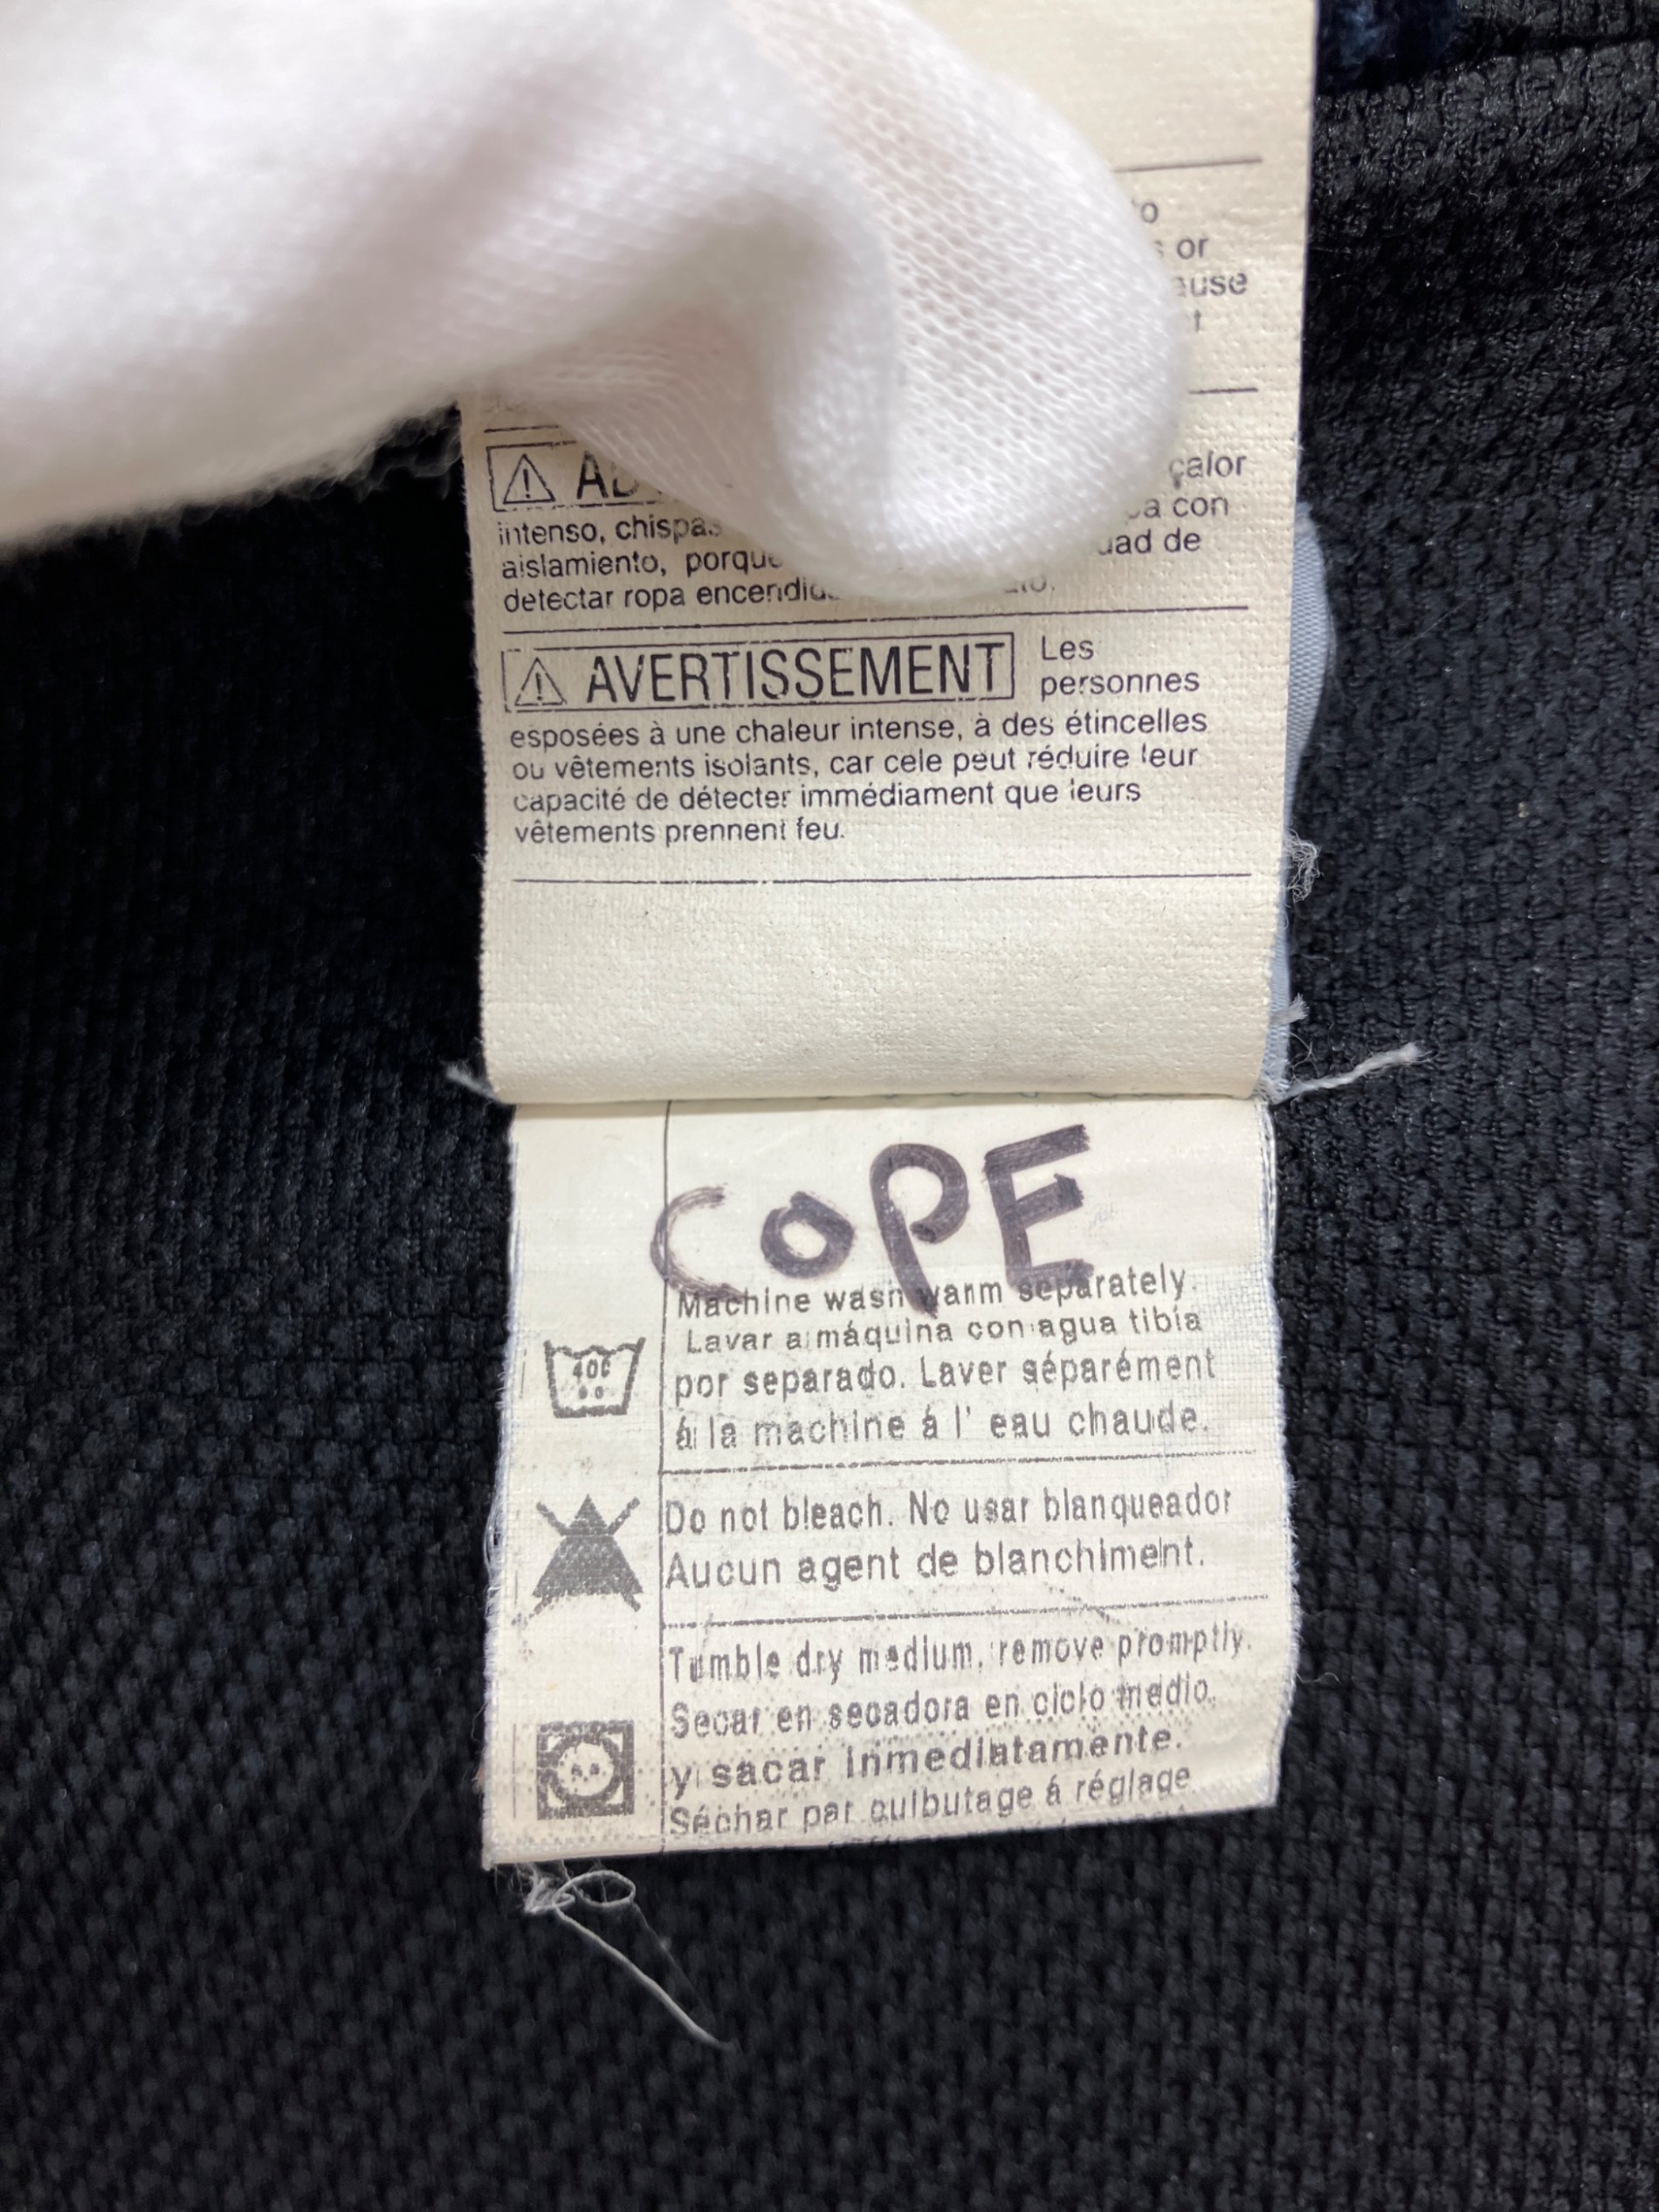 or
AD
calor
intenso, chispas
con
aislamiento, porque
de
detectar ropa encendida
AVERTISSEMENT Les
personnes
esposées à une chaleur intense, à des étincelles
ou vêtements isolants, car cele peut réduire leur
capacité de détecter immédiament que leurs
vêtements prennent feu.
COPE
Machine wash warm separately.
Lavar a máquina con agua tibía
40C
por separado. Laver séparément
á la machine á l' eau chaude.
Do not bleach. No usar blanqueador
Aucun agent de blanchiment.
Tumble dry medium, remove promptly.
Secar en secadora en ciclo medio,
y sacar inmediatamente.
Séchar par culbutage á réglage